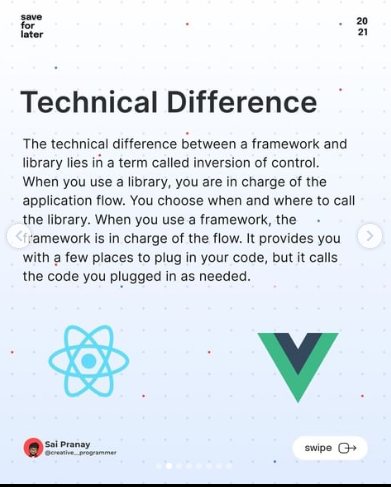 save
for
later
20
21
Technical Difference
The technical difference between a framework and
library lies in a term called inversion of control.
When you use a library, you are in charge of the
application flow. You choose when and where to call
the library. When you use a framework, the
framework is in charge of the flow. It provides you
with a few places to plug in your code, but it calls
the code you plugged in as needed.
Sai Pranay
@creative__programmer
swipe